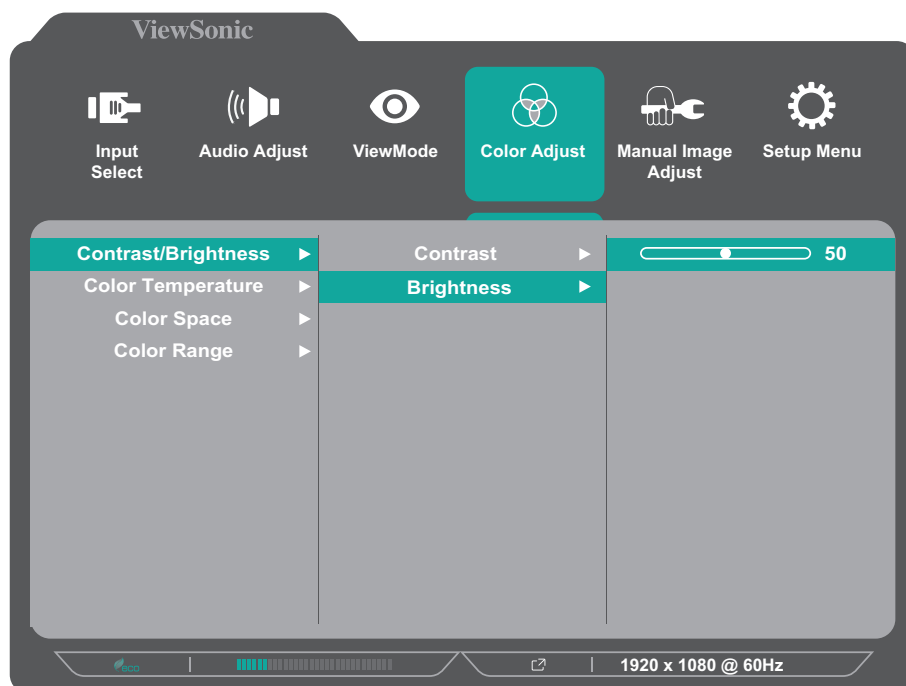 ViewSonic
Input Select
Audio Adjust
ViewMode
Color Adjust
Manual Image Adjust
Setup Menu
Contrast/Brightness
Contrast
50
Color Temperature
Brightness
Color Space
Color Range
eco
1920 x 1080 @ 60Hz